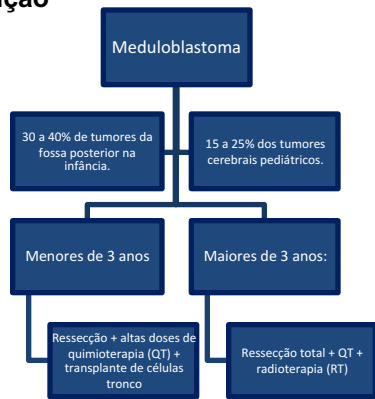 Meduloblastoma
30 a 40% de tumores da
fossa posterior na
infância.
15 a 25% dos tumores
cerebrais pediátricos.
Menores de 3 anos
Maiores de 3 anos:
Ressecção + altas doses de
quimioterapia (QT) +
transplante de células
tronco
Ressecção total + QT +
radioterapia (RT)